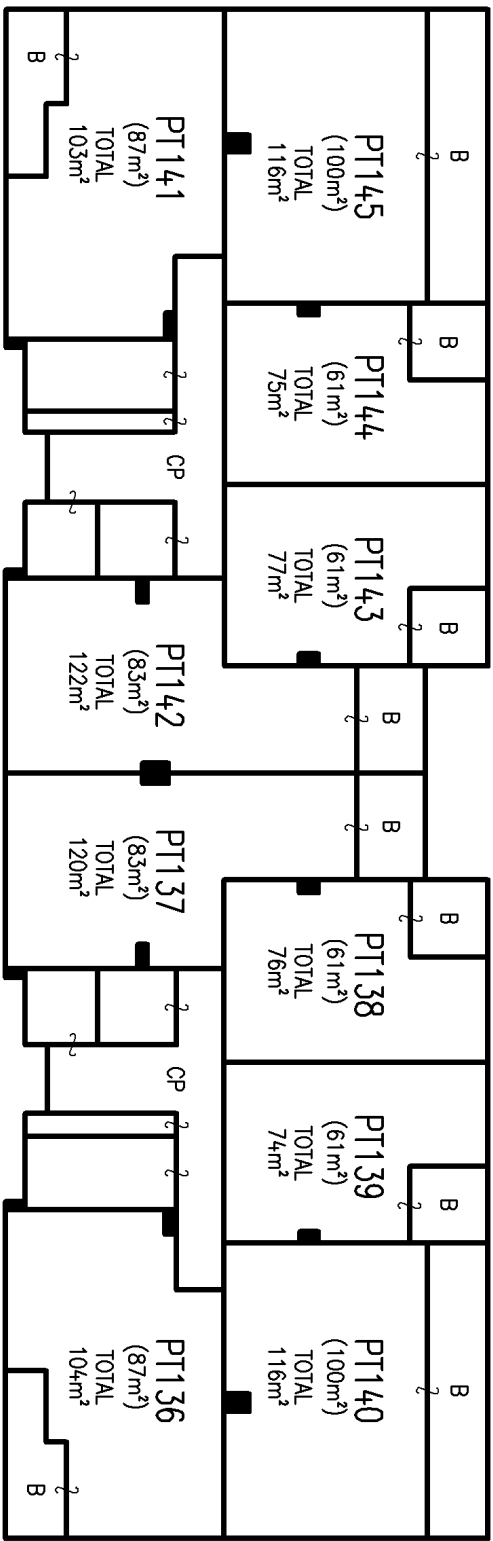 B
B
B
B
B
B
B
B
PT145
(100m²)
TOTAL
116m²
PT144
(61m²)
TOTAL
75m²
PT143
(61m²)
TOTAL
77m²
PT138
(61m²)
TOTAL
76m²
PT139
(61m²)
TOTAL
74m²
PT140
(100m²)
TOTAL
116m²
PT141
(87m²)
TOTAL
103m²
CP
PT142
(83m²)
TOTAL
122m²
PT137
(83m²)
TOTAL
120m²
CP
PT136
(87m²)
TOTAL
104m²
B
B